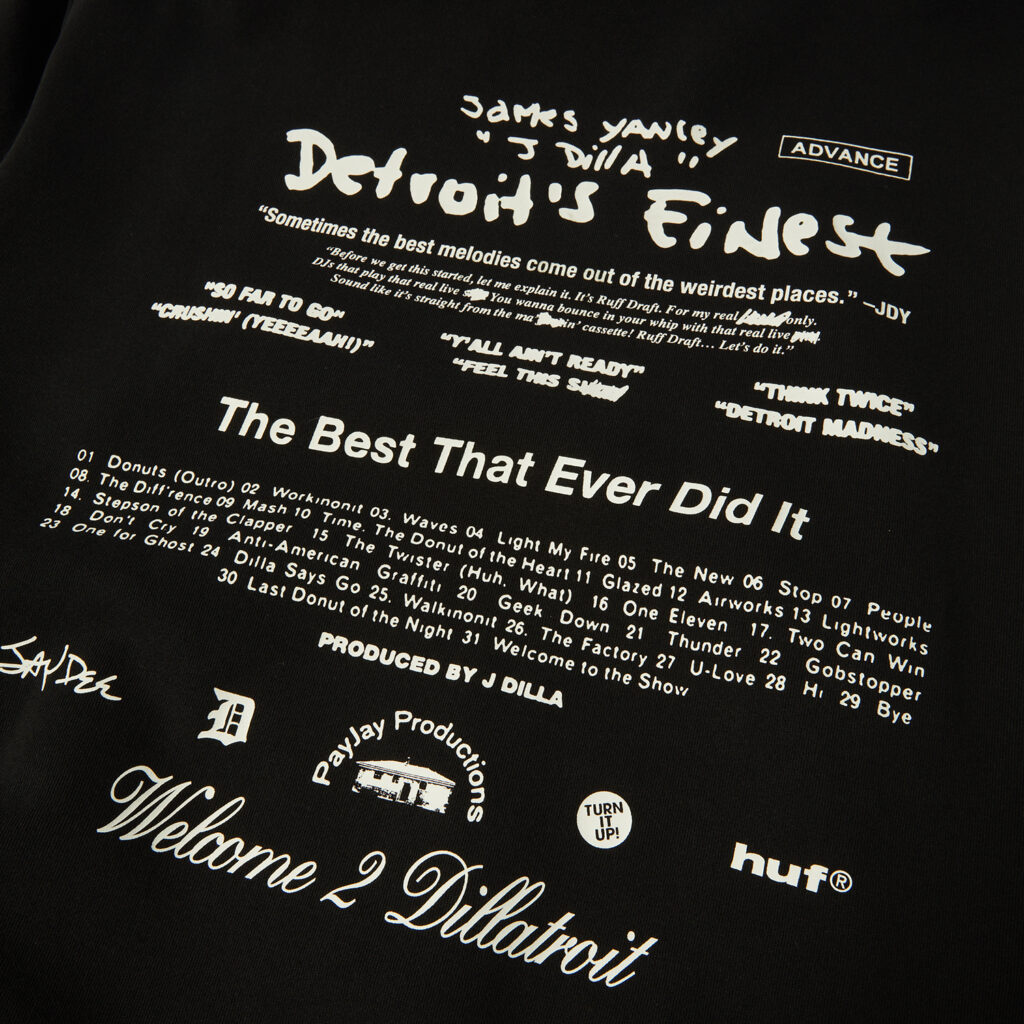 James Yancey
"J Dilla"
ADVANCE
Detroit's Finest
"Sometimes the best melodies come out of the weirdest places." –JDY
"Before we get this started, let me explain it. It's Ruff Draft. For my real only.
DJs that play that real live You wanna bounce in your whip with that real live
Sound like it's straight from the ma in' cassette! Ruff Draft... Let's do it."
"SO FAR TO GO"
"CRUSHIN' (YEEEEAAH!)"
"Y'ALL AIN'T READY"
"FEEL THIS
"THINK TWICE"
"DETROIT MADNESS"
The Best That Ever Did It
01 Donuts (Outro) 02 Workinonit 03. Waves 04 Light My Fire 05 The New 06 Stop 07 People
08. The Diff'rence 09 Mash 10 Time. The Donut of the Heart 11 Glazed 12 Airworks 13 Lightworks
14. Stepson of the Clapper 15 The Twister (Huh, What) 16 One Eleven 17. Two Can Win
18 Don't Cry 19 Anti-American Graffiti 20 Geek Down 21 Thunder 22 Gobstopper
23 One for Ghost 24 Dilla Says Go 25. Walkinonit 26. The Factory 27 U-Love 28 Hi 29 Bye
30 Last Donut of the Night 31 Welcome to the Show
PRODUCED BY J DILLA
JAYDEE
D
PayJay Productions
TURN
IT
UP!
huf®
Welcome 2 Dillatroit